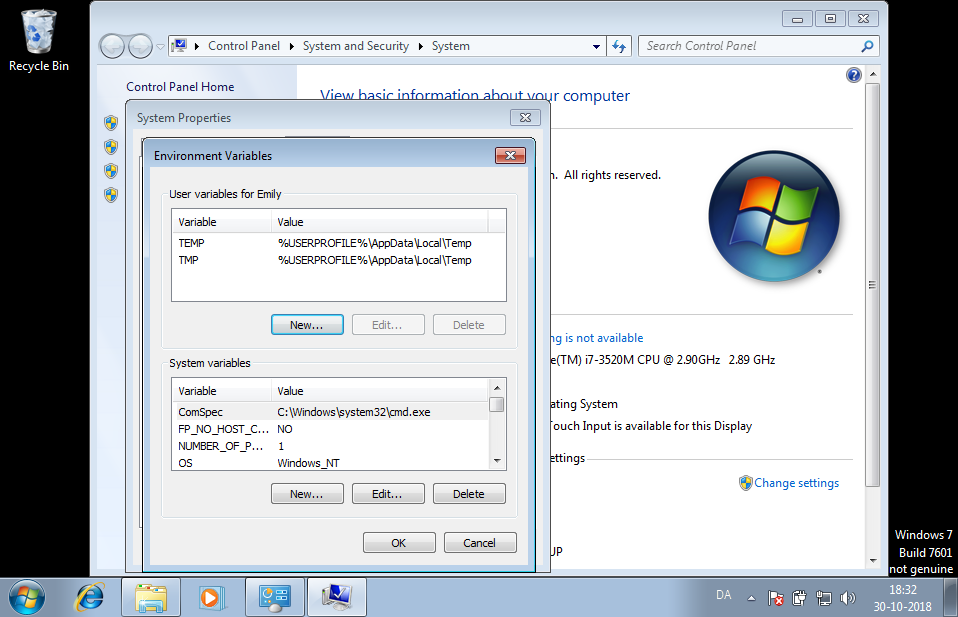 Recycle Bin
Control Panel
System and Security
System
Search Control Panel
Control Panel Home
View basic information about your computer
System Properties
Environment Variables
User variables for Emily
Variable Value
TEMP %USERPROFILE%\AppData\Local\Temp
TMP %USERPROFILE%\AppData\Local\Temp
New... Edit... Delete
System variables
Variable Value
ComSpec C:\Windows\system32\cmd.exe
FP_NO_HOST_C... NO
NUMBER_OF_P... 1
OS Windows_NT
New... Edit... Delete
OK Cancel
n. All rights reserved.
ng is not available
e(TM) i7-3520M CPU @ 2.90GHz 2.89 GHz
ating System
Touch Input is available for this Display
ettings
Change settings
UP
Windows 7
Build 7601
not genuine
DA
18:32
30-10-2018